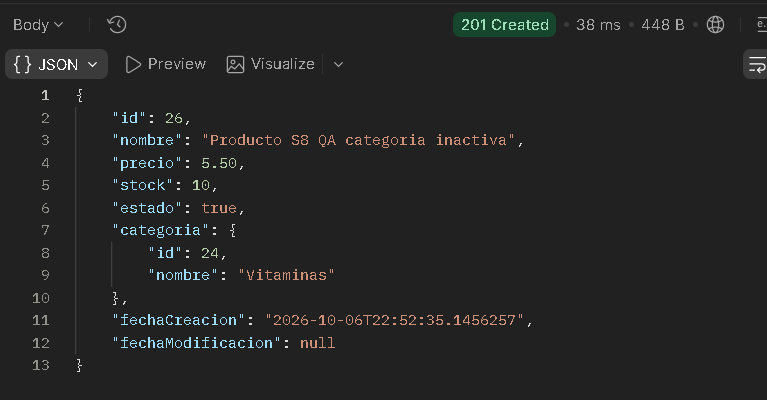 Body 201 Created • 38 ms • 448 B
{} JSON Preview Visualize
1 {
2 "id": 26,
3 "nombre": "Producto S8 QA categoria inactiva",
4 "precio": 5.50,
5 "stock": 10,
6 "estado": true,
7 "categoria": {
8 "id": 24,
9 "nombre": "Vitaminas"
10 },
11 "fechaCreacion": "2026-10-06T22:52:35.1456257",
12 "fechaModificacion": null
13 }